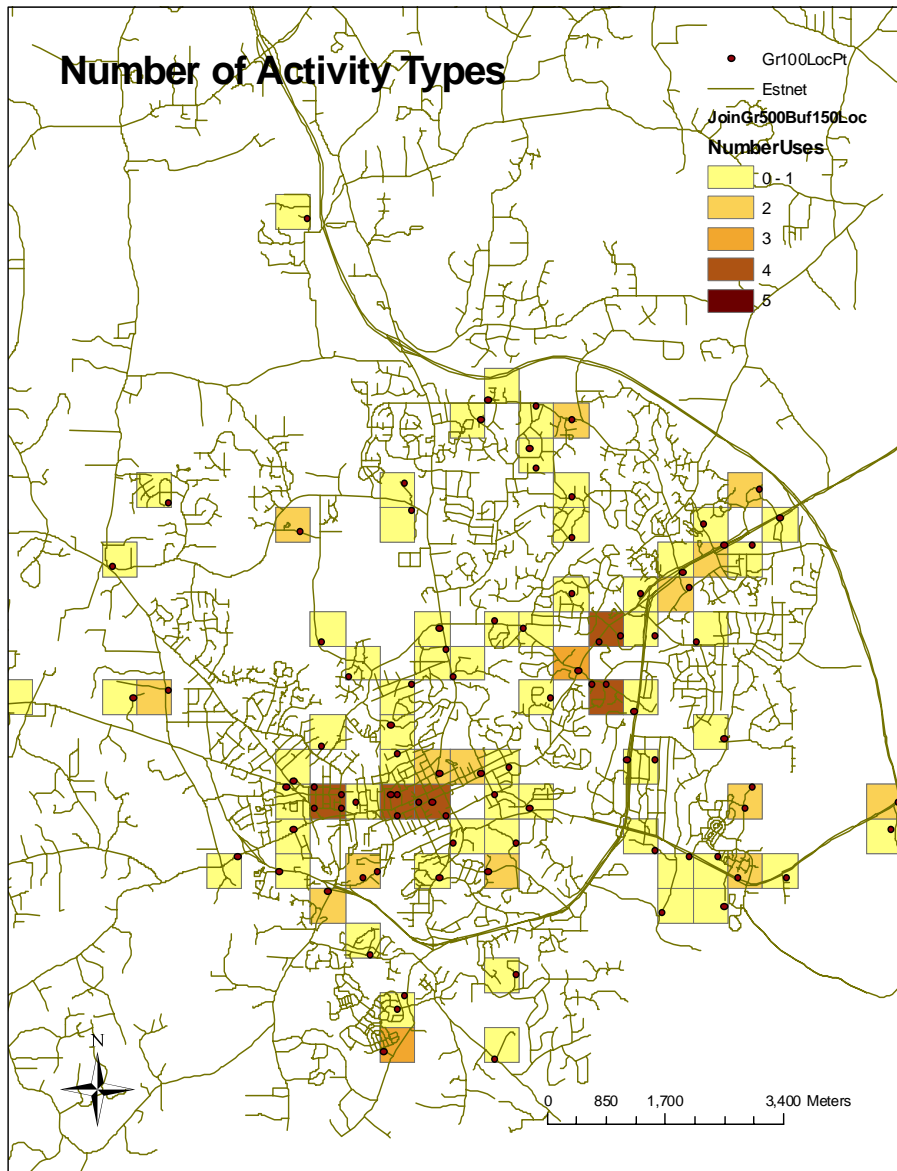 Number of Activity Types
Gr100LocPt
Estnet
JoinGr500Buf150Loc
NumberUses
0 - 1
2
3
4
5
N
0 850 1,700 3,400 Meters